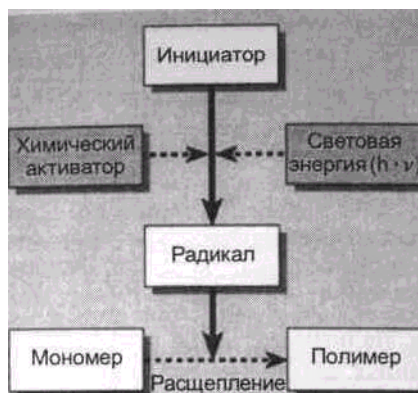 Инициатор
Химический
активатор
Световая
энергия (h · ν)
Радикал
Мономер
Полимер
Расщепление